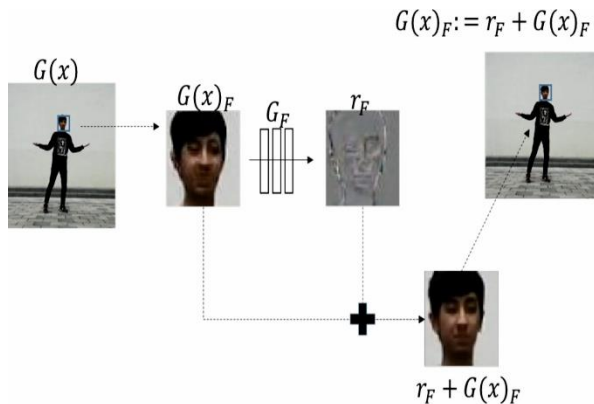 G(x)
G(x)_F
G_F
r_F
G(x)_F := r_F + G(x)_F
r_F + G(x)_F